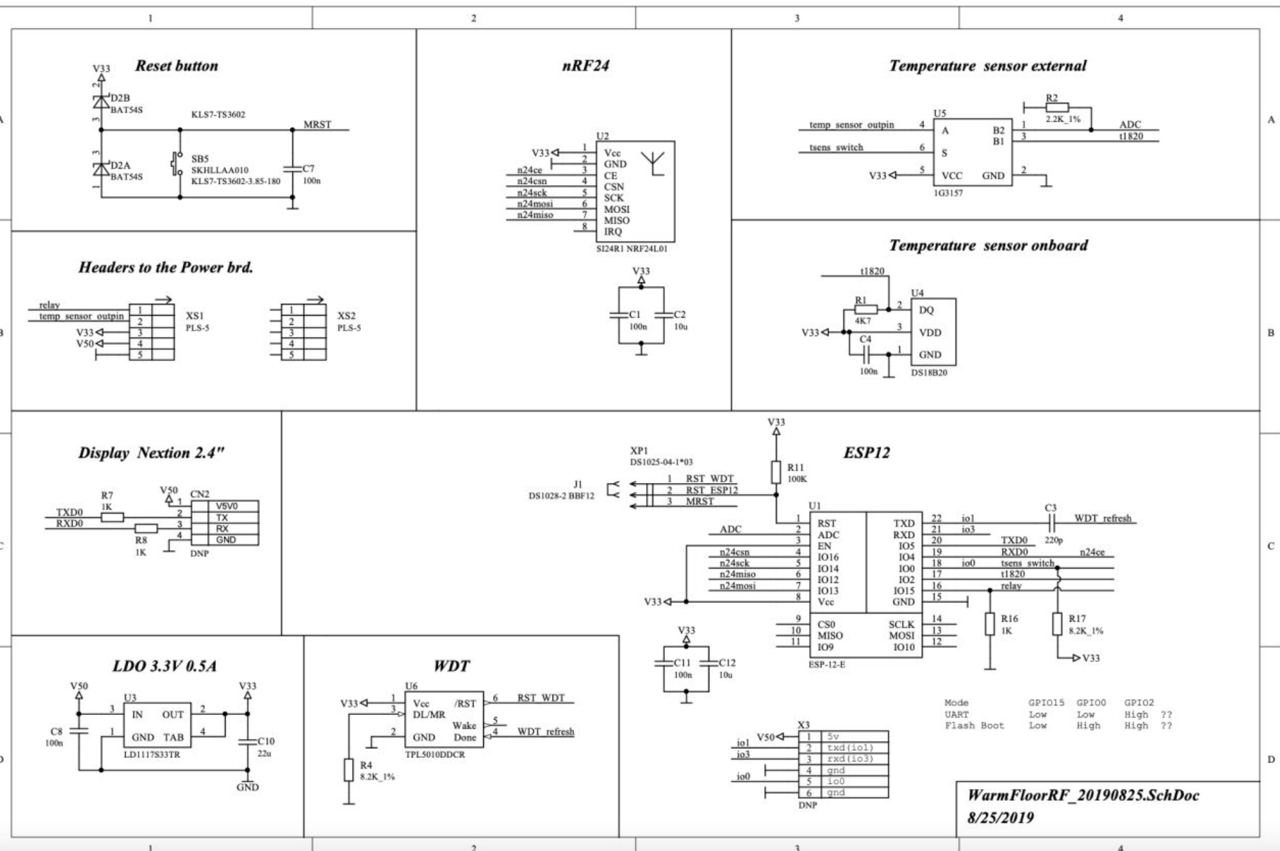 1 2 3 4
Reset button
V33
2
D2B
BAT54S
3
KLS7-TS3602
MRST
3
D2A
BAT54S
1
SB5
SKHLLAA010
KLS7-TS3602-3.85-180
C7
100n
nRF24
U2
V33 1 Vcc
2 GND
n24ce 3 CE
n24csn 4 CSN
n24sck 5 SCK
n24mosi 6 MOSI
n24miso 7 MISO
8 IRQ
SI24R1 NRF24L01
V33
C1
100n
C2
10u
Temperature sensor external
R2
2.2K_1%
U5
temp_sensor_outpin 4 A B2 1 ADC
B1 3 t1820
tsens_switch 6 S
V33 5 VCC GND 2
1G3157
A
A
Temperature sensor onboard
t1820
U4
R1
4K7
2 DQ
V33 3 VDD
C4
100n
1 GND
DS18B20
Headers to the Power brd.
relay 1
temp_sensor_outpin 2
V33 3
V50 4
5
XS1
PLS-5
1
2
3
4
5
XS2
PLS-5
B
B
Display Nextion 2.4"
R7
1K
V50
CN2
1 V5V0
TXD0 2 TX
RXD0 3 RX
4 GND
R8
1K
DNP
ESP12
V33
XP1
DS1025-04-1*03
R11
100K
J1
DS1028-2 BBF12
1 RST_WDT
2 RST_ESP12
3 MRST
U1
1 RST TXD 22 io1
ADC 2 ADC RXD 21 io3
3 EN IO5 20 TXD0
n24csn 4 IO16 IO4 19 RXD0 n24ce
n24sck 5 IO14 IO0 18 io0 tsens_switch
n24miso 6 IO12 IO2 17 t1820
n24mosi 7 IO13 IO15 16 relay
V33 8 Vcc GND 15
9 CS0 SCLK 14
10 MISO MOSI 13
11 IO9 IO10 12
ESP-12-E
C3
220p
WDT_refresh
R16
1K
R17
8.2K_1%
V33
V33
C11
100n
C12
10u
C
C
LDO 3.3V 0.5A
V50
V33
U3
3 IN OUT 2
1 GND TAB 4
LD1117S33TR
C8
100n
C10
22u
GND
WDT
U6
V33 1 Vcc /RST 6 RST_WDT
3 DL/MR
Wake 5
2 GND Done 4 WDT_refresh
TPL5010DDCR
R4
8.2K_1%
X3
V50 1 5v
io1 2 txd(io1)
io3 3 rxd(io3)
4 gnd
io0 5 io0
6 gnd
DNP
Mode GPIO15 GPIO0 GPIO2
UART Low Low High ??
Flash Boot Low High High ??
D
D
WarmFloorRF_20190825.SchDoc
8/25/2019
1 2 3 4